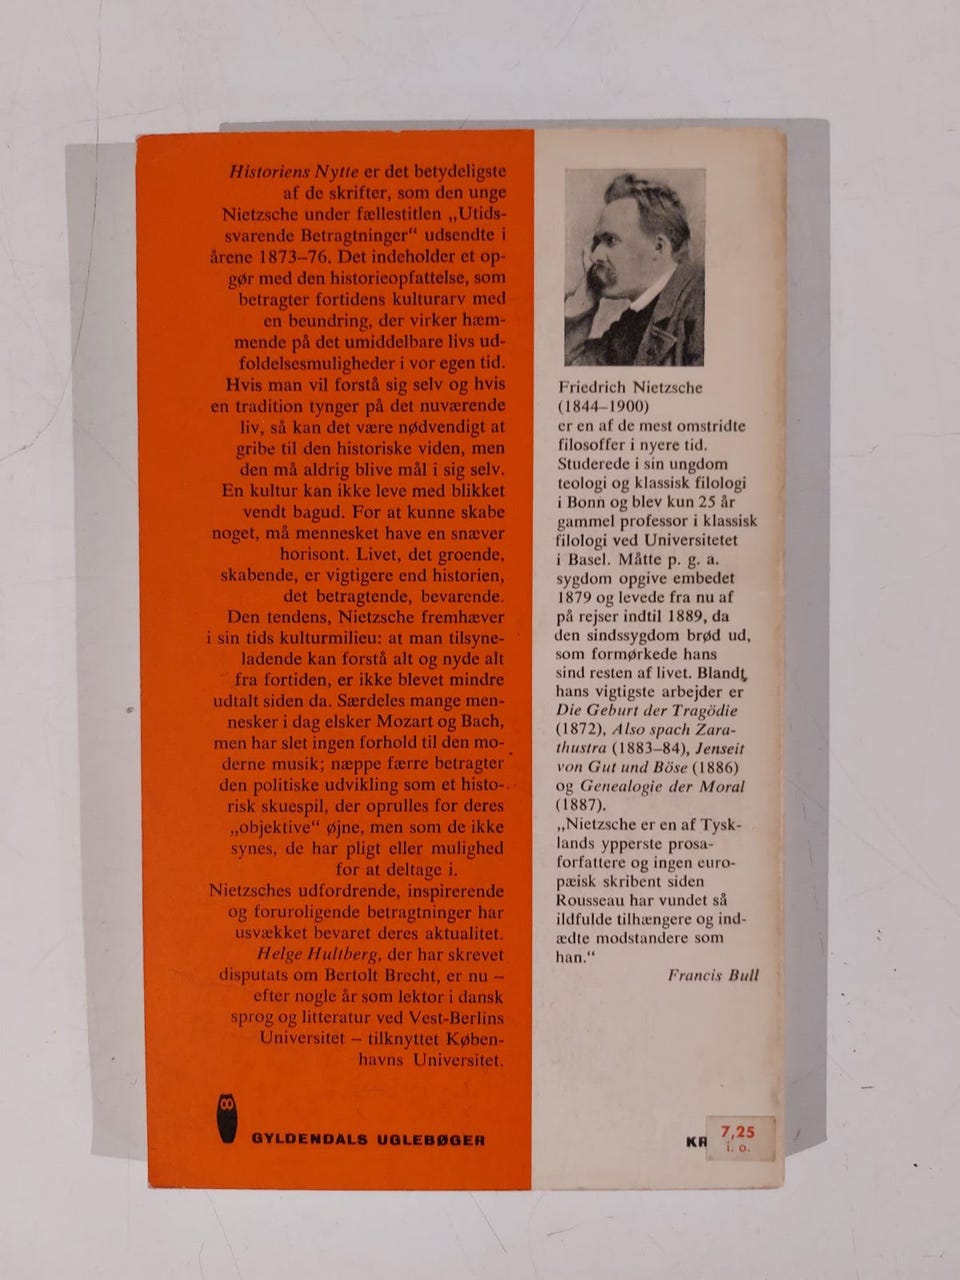 Historiens Nytte er det betydeligste
af de skrifter, som den unge
Nietzsche under fællestitlen „Utids-
svarende Betragtninger“ udsendte i
årene 1873–76. Det indeholder et op-
gør med den historieopfattelse, som
betragter fortidens kulturarv med
en beundring, der virker hæm-
mende på det umiddelbare livs ud-
foldelsesmuligheder i vor egen tid.
Hvis man vil forstå sig selv og hvis
en tradition tynger på det nuværende
liv, så kan det være nødvendigt at
gribe til den historiske viden, men
den må aldrig blive mål i sig selv.
En kultur kan ikke leve med blikket
vendt bagud. For at kunne skabe
noget, må mennesket have en snæver
horisont. Livet, det groende,
skabende, er vigtigere end historien,
det betragtende, bevarende.
Den tendens, Nietzsche fremhæver
i sin tids kulturmilieu: at man tilsyne-
ladende kan forstå alt og nyde alt
fra fortiden, er ikke blevet mindre
udtalt siden da. Særdeles mange men-
nesker i dag elsker Mozart og Bach,
men har slet ingen forhold til den mo-
derne musik; næppe færre betragter
den politiske udvikling som et histo-
risk skuespil, der oprulles for deres
„objektive“ øjne, men som de ikke
synes, de har pligt eller mulighed
for at deltage i.
Nietzsches udfordrende, inspirerende
og foruroligende betragtninger har
usvækket bevaret deres aktualitet.
Helge Hultberg, der har skrevet
disputats om Bertolt Brecht, er nu –
efter nogle år som lektor i dansk
sprog og litteratur ved Vest-Berlins
Universitet – tilknyttet Køben-
havns Universitet.
GYLDENDALS UGLEBØGER
Friedrich Nietzsche
(1844–1900)
er en af de mest omstridte
filosoffer i nyere tid.
Studerede i sin ungdom
teologi og klassisk filologi
i Bonn og blev kun 25 år
gammel professor i klassisk
filologi ved Universitetet
i Basel. Måtte p. g. a.
sygdom opgive embedet
1879 og levede fra nu af
på rejser indtil 1889, da
den sindssygdom brød ud,
som formørkede hans
sind resten af livet. Blandt
hans vigtigste arbejder er
Die Geburt der Tragödie
(1872), Also spach Zara-
thustra (1883–84), Jenseit
von Gut und Böse (1886)
og Genealogie der Moral
(1887).
„Nietzsche er en af Tysk-
lands ypperste prosa-
forfattere og ingen euro-
pæisk skribent siden
Rousseau har vundet så
ildfulde tilhængere og ind-
ædte modstandere som
han.“
Francis Bull
KR 7,25
i. o.